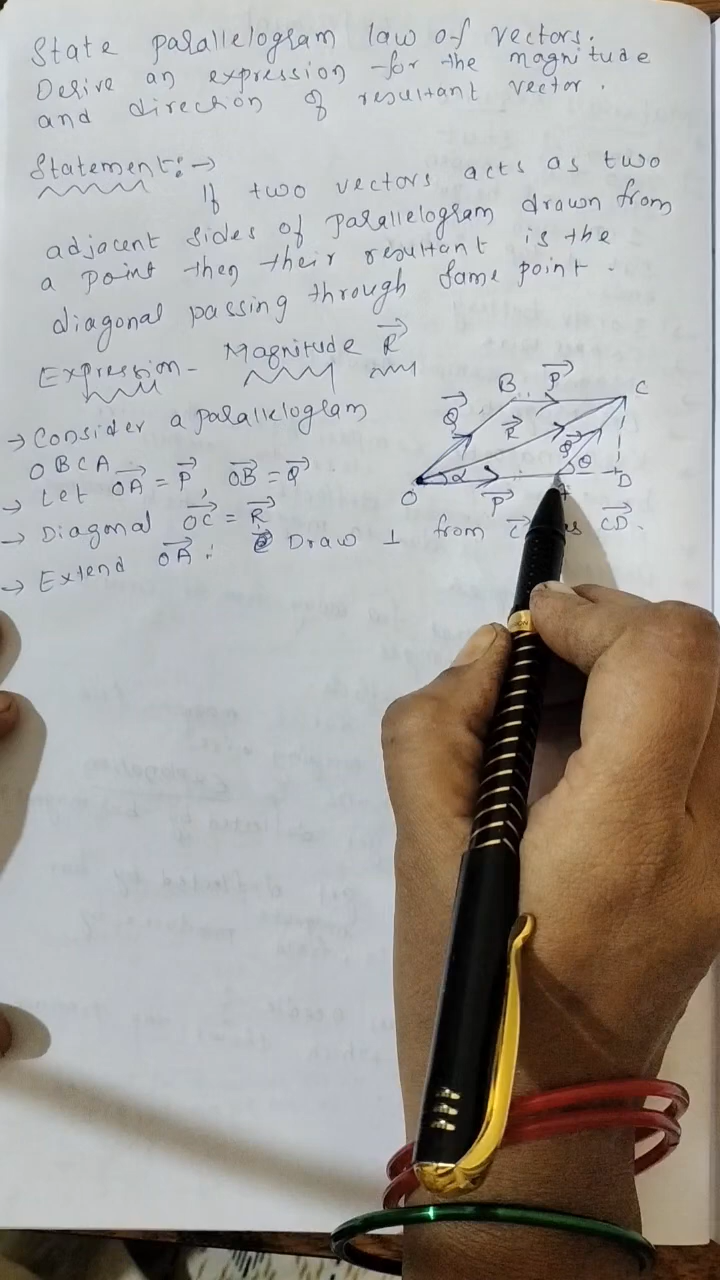 State parallelogram law of vectors.
Derive an expression for the magnitude
and direction of resultant vector.
Statement:→
If two vectors acts as two
adjacent sides of parallelogram drawn from
a point then their resultant is the
diagonal passing through same point.
Expression- Magnitude R⃗
→ Consider a parallelogram
OBCA
→ Let OA⃗ = P⃗, OB⃗ = Q⃗
→ Diagonal OC⃗ = R⃗
→ Extend OA⃗. Draw ⊥ from C⃗ as CD⃗.
B P⃗ C
Q⃗ R⃗ Q⃗
O α θ D
P⃗